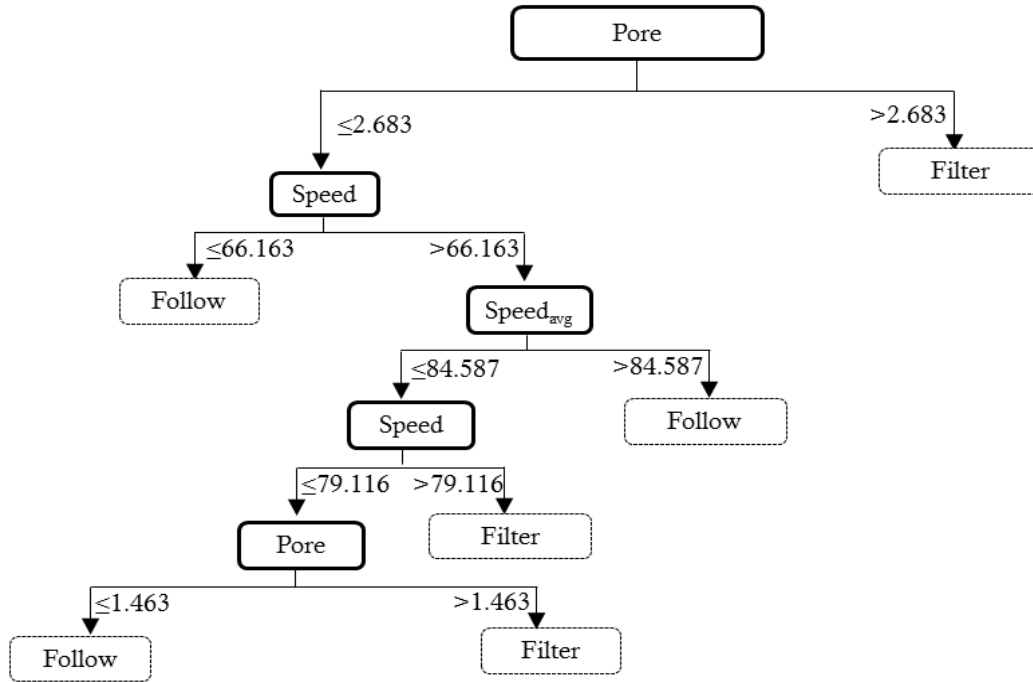 Pore
≤2.683
>2.683
Speed
Filter
≤66.163
>66.163
Follow
Speedavg
≤84.587
>84.587
Speed
Follow
≤79.116
>79.116
Pore
Filter
≤1.463
>1.463
Follow
Filter